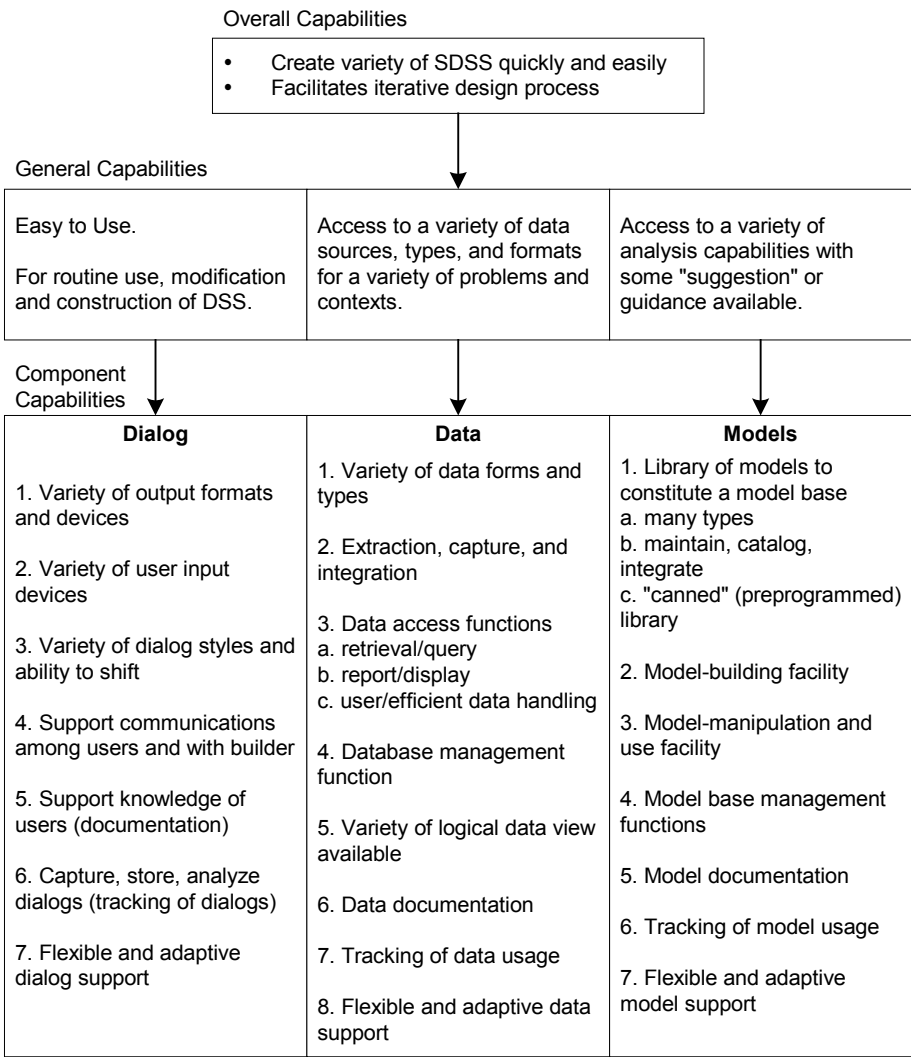 Overall Capabilities
• Create variety of SDSS quickly and easily
• Facilitates iterative design process
General Capabilities
Easy to Use.
For routine use, modification
and construction of DSS.
Access to a variety of data
sources, types, and formats
for a variety of problems and
contexts.
Access to a variety of
analysis capabilities with
some "suggestion" or
guidance available.
Component
Capabilities
Dialog
1. Variety of output formats
and devices
2. Variety of user input
devices
3. Variety of dialog styles and
ability to shift
4. Support communications
among users and with builder
5. Support knowledge of
users (documentation)
6. Capture, store, analyze
dialogs (tracking of dialogs)
7. Flexible and adaptive
dialog support
Data
1. Variety of data forms and
types
2. Extraction, capture, and
integration
3. Data access functions
a. retrieval/query
b. report/display
c. user/efficient data handling
4. Database management
function
5. Variety of logical data view
available
6. Data documentation
7. Tracking of data usage
8. Flexible and adaptive data
support
Models
1. Library of models to
constitute a model base
a. many types
b. maintain, catalog,
integrate
c. "canned" (preprogrammed)
library
2. Model-building facility
3. Model-manipulation and
use facility
4. Model base management
functions
5. Model documentation
6. Tracking of model usage
7. Flexible and adaptive
model support